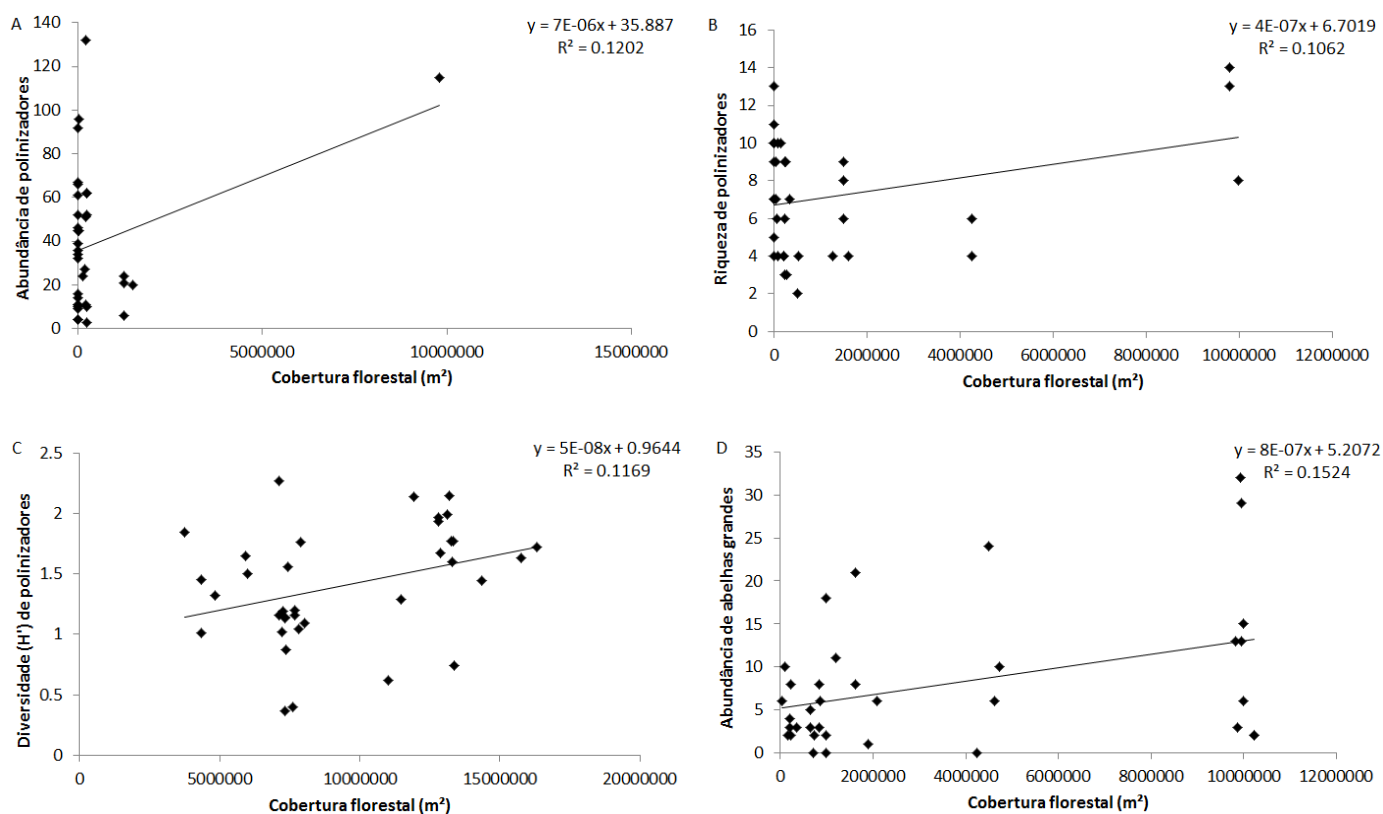 A
y = 7E-06x + 35.887
R² = 0.1202
Abundância de polinizadores
140
120
100
80
60
40
20
0
0 5000000 10000000 15000000
Cobertura florestal (m²)
B
y = 4E-07x + 6.7019
R² = 0.1062
Riqueza de polinizadores
16
14
12
10
8
6
4
2
0
0 2000000 4000000 6000000 8000000 10000000 12000000
Cobertura florestal (m²)
C
y = 5E-08x + 0.9644
R² = 0.1169
Diversidade (H') de polinizadores
2.5
2
1.5
1
0.5
0
0 5000000 10000000 15000000 20000000
Cobertura florestal (m²)
D
y = 8E-07x + 5.2072
R² = 0.1524
Abundância de abelhas grandes
35
30
25
20
15
10
5
0
0 2000000 4000000 6000000 8000000 10000000 12000000
Cobertura florestal (m²)